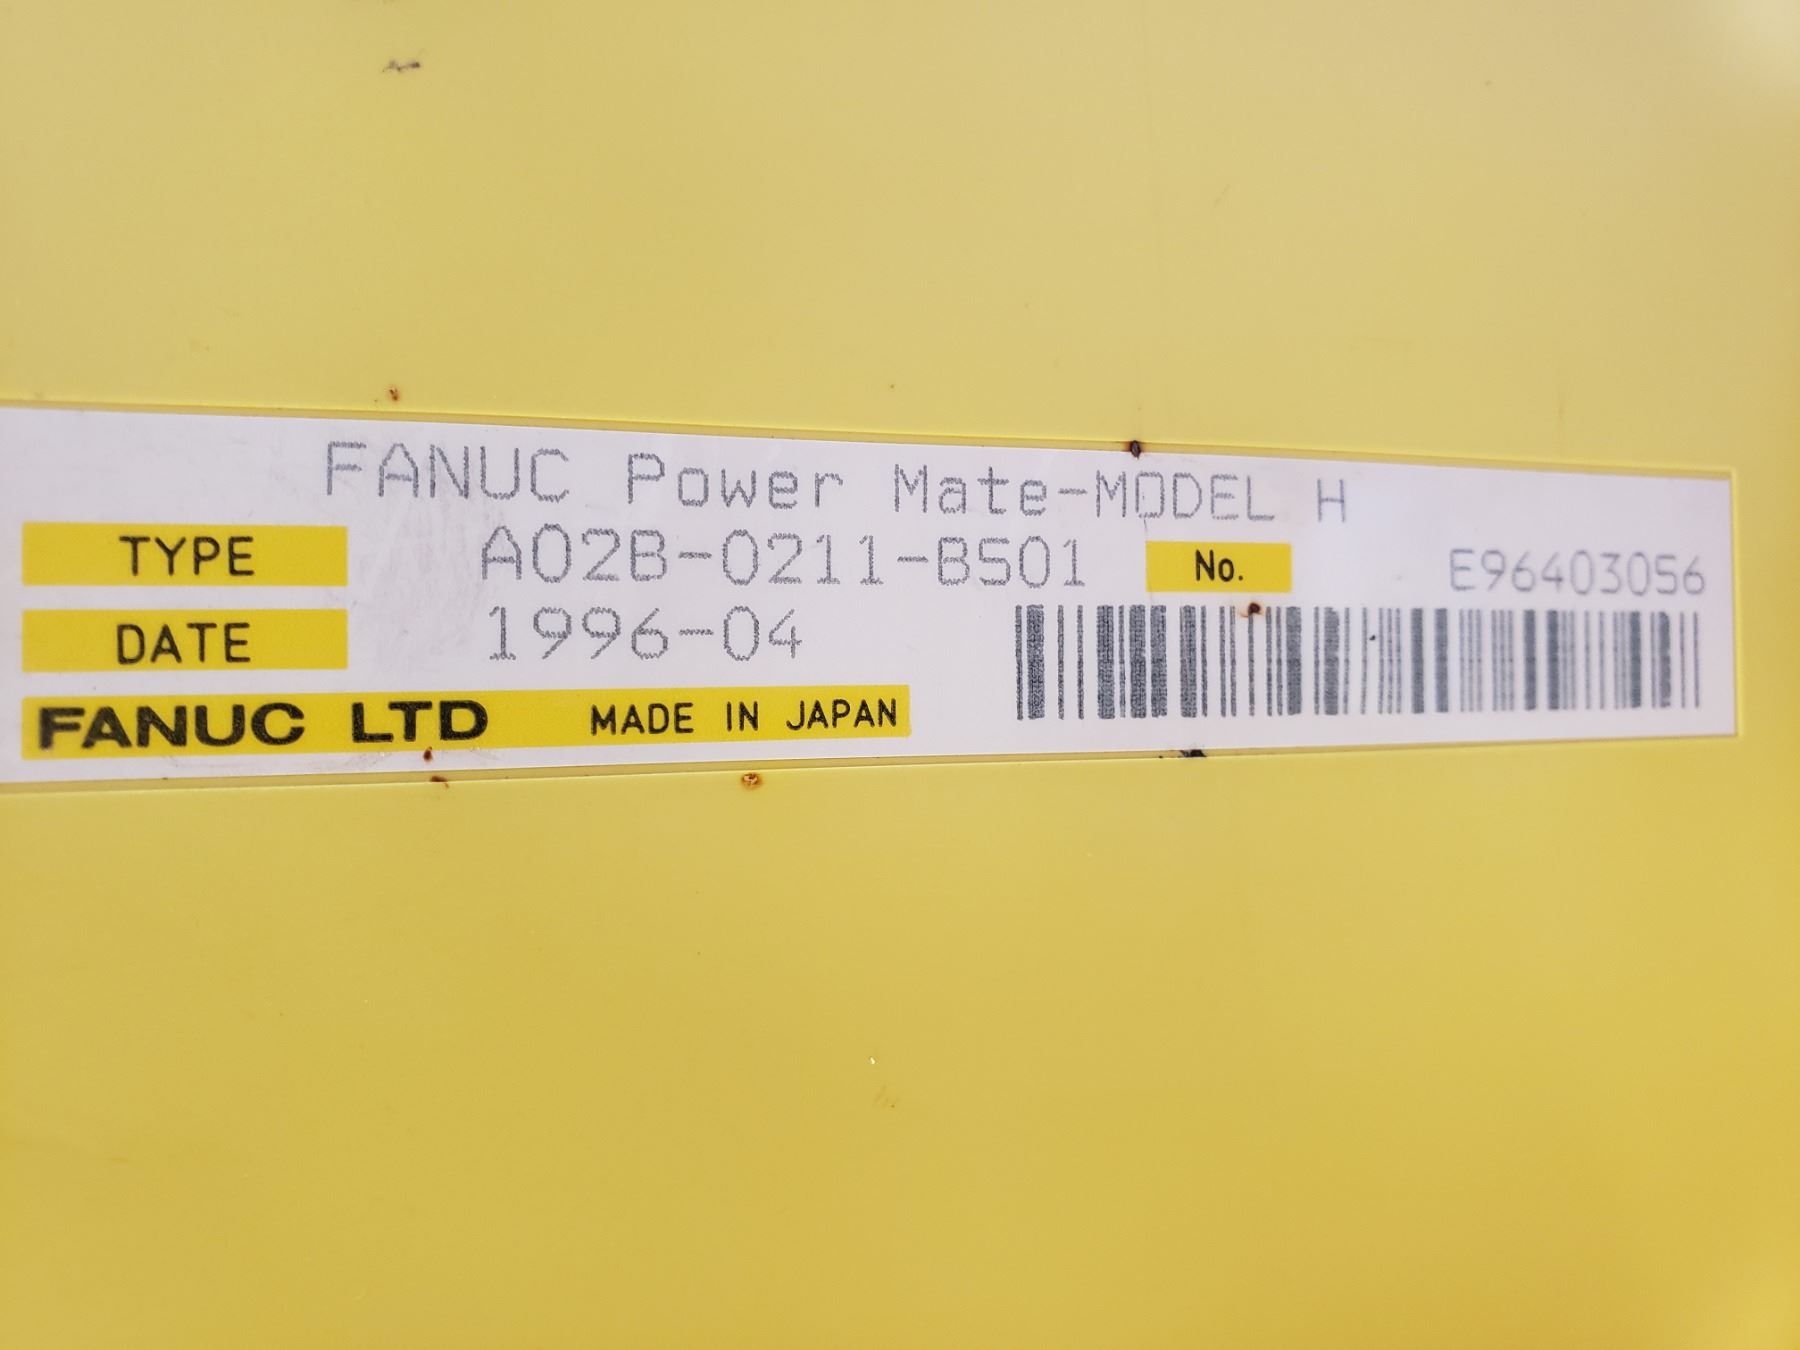 FANUC Power Mate-MODEL H
TYPE A02B-0211-B501 No. E96403056
DATE 1996-04
FANUC LTD MADE IN JAPAN